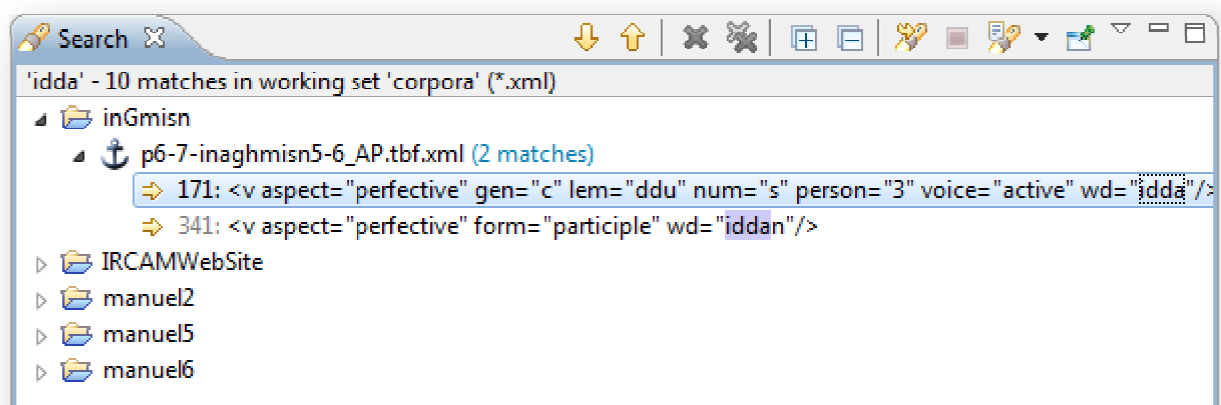 Search
'idda' - 10 matches in working set 'corpora' (*.xml)
inGmisn
p6-7-inaghmisn5-6_AP.tbf.xml (2 matches)
171: <v aspect="perfective" gen="c" lem="ddu" num="s" person="3" voice="active" wd="idda"/>
341: <v aspect="perfective" form="participle" wd="iddan"/>
IRCAMWebSite
manuel2
manuel5
manuel6